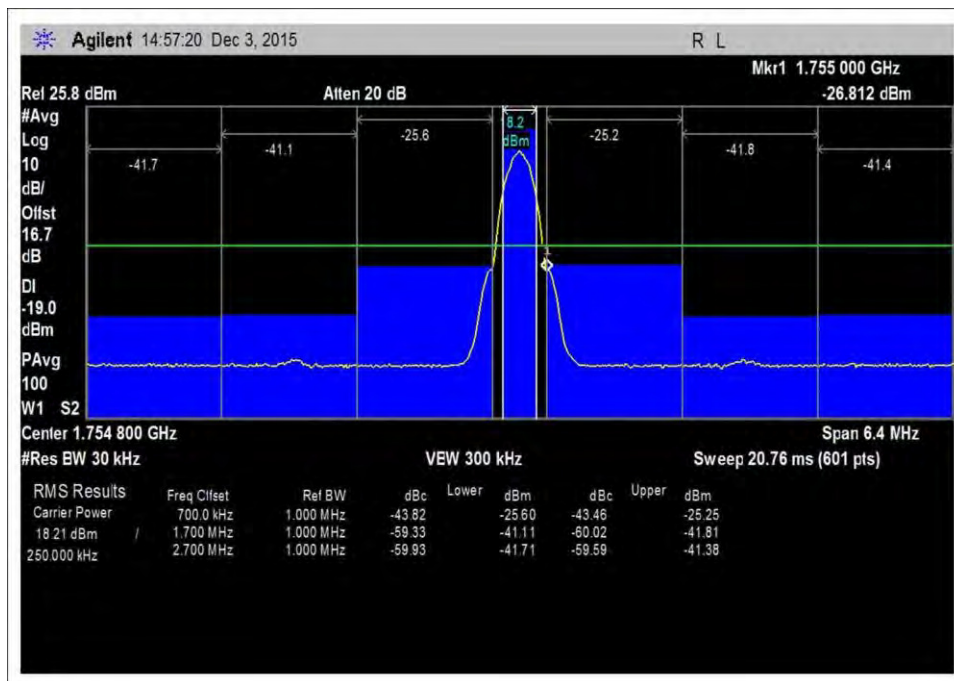 Agilent 14:57:20 Dec 3, 2015 R L
Mkr1 1.755 000 GHz
Rel 25.8 dBm Atten 20 dB -26.812 dBm
#Avg
Log
10
dB/
Offst
16.7
dB
DI
-19.0
dBm
PAvg
100
W1 S2
-41.7 -41.1 -25.6 8.2 dBm -25.2 -41.8 -41.4
1
Center 1.754 800 GHz Span 6.4 MHz
#Res BW 30 kHz VBW 300 kHz Sweep 20.76 ms (601 pts)
RMS Results Freq Offset Ref BW dBc Lower dBm dBc Upper dBm
Carrier Power 700.0 kHz 1.000 MHz -43.82 -25.60 -43.46 -25.25
18.21 dBm / 1.700 MHz 1.000 MHz -59.33 -41.11 -60.02 -41.81
250.000 kHz 2.700 MHz 1.000 MHz -59.93 -41.71 -59.59 -41.38